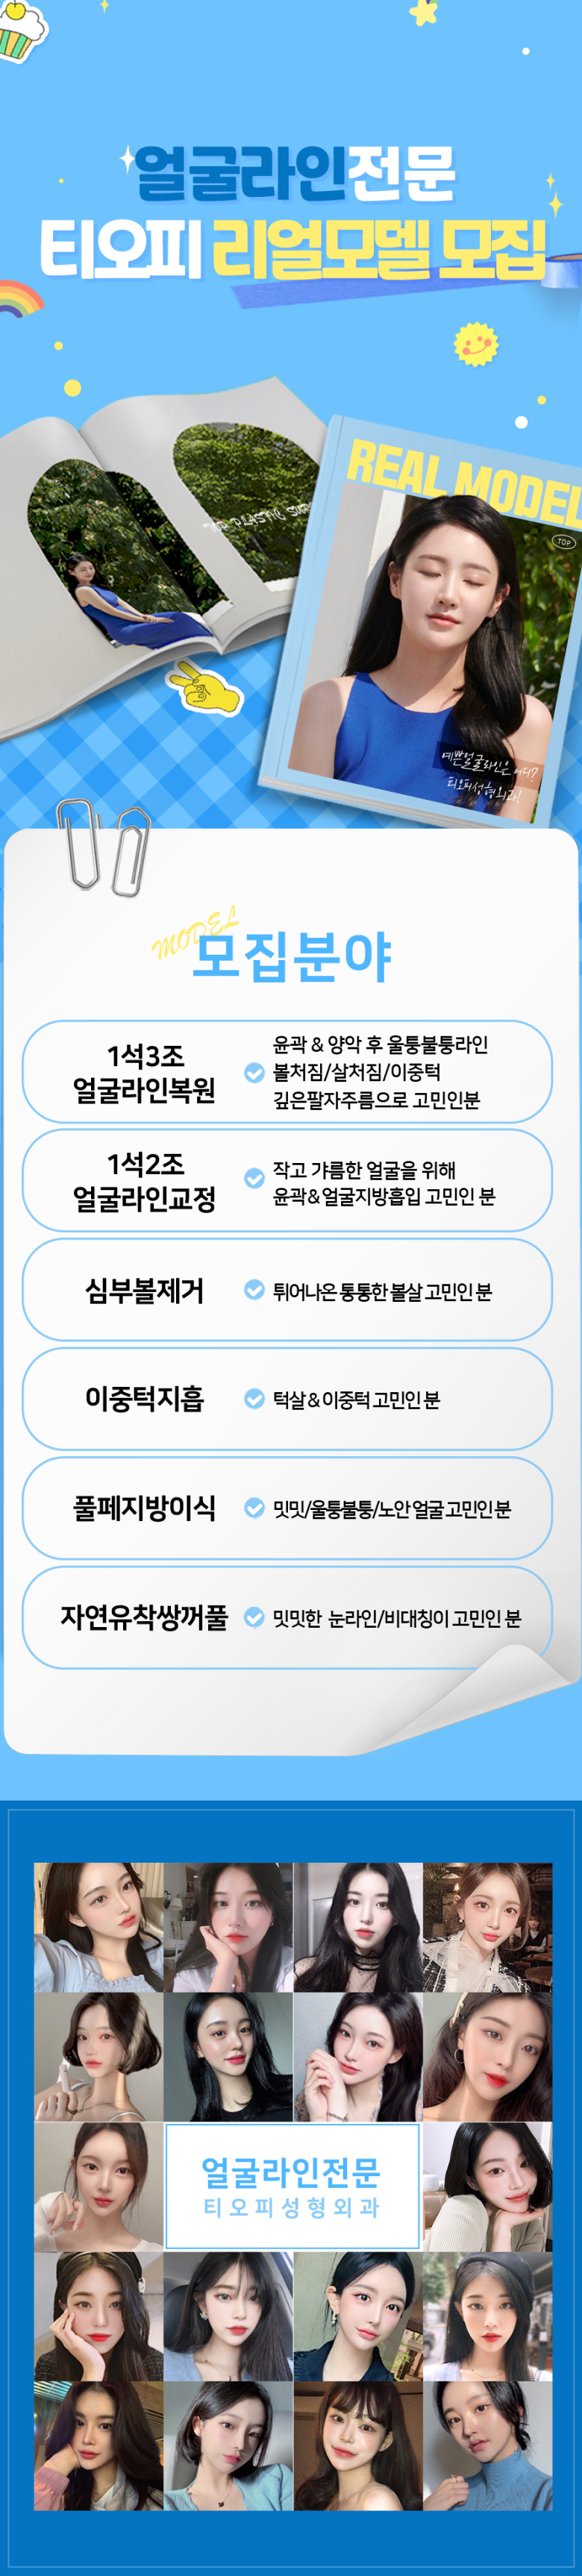 얼굴라인전문
티오피 리얼모델 모집
REAL MODEL
TOP
예쁜얼굴라인은 어디?
티오피성형외과!
MODEL
모집분야
1석3조
얼굴라인복원
윤곽 & 양악 후 울퉁불퉁라인
볼처짐/살처짐/이중턱
깊은팔자주름으로 고민인분
1석2조
얼굴라인교정
작고 갸름한 얼굴을 위해
윤곽&얼굴지방흡입 고민인 분
심부볼제거
튀어나온 통통한 볼살 고민인 분
이중턱지흡
턱살 & 이중턱 고민인 분
풀페지방이식
밋밋/울퉁불퉁/노안 얼굴 고민인 분
자연유착쌍꺼풀
밋밋한 눈라인/비대칭이 고민인 분
얼굴라인전문
티오피성형외과